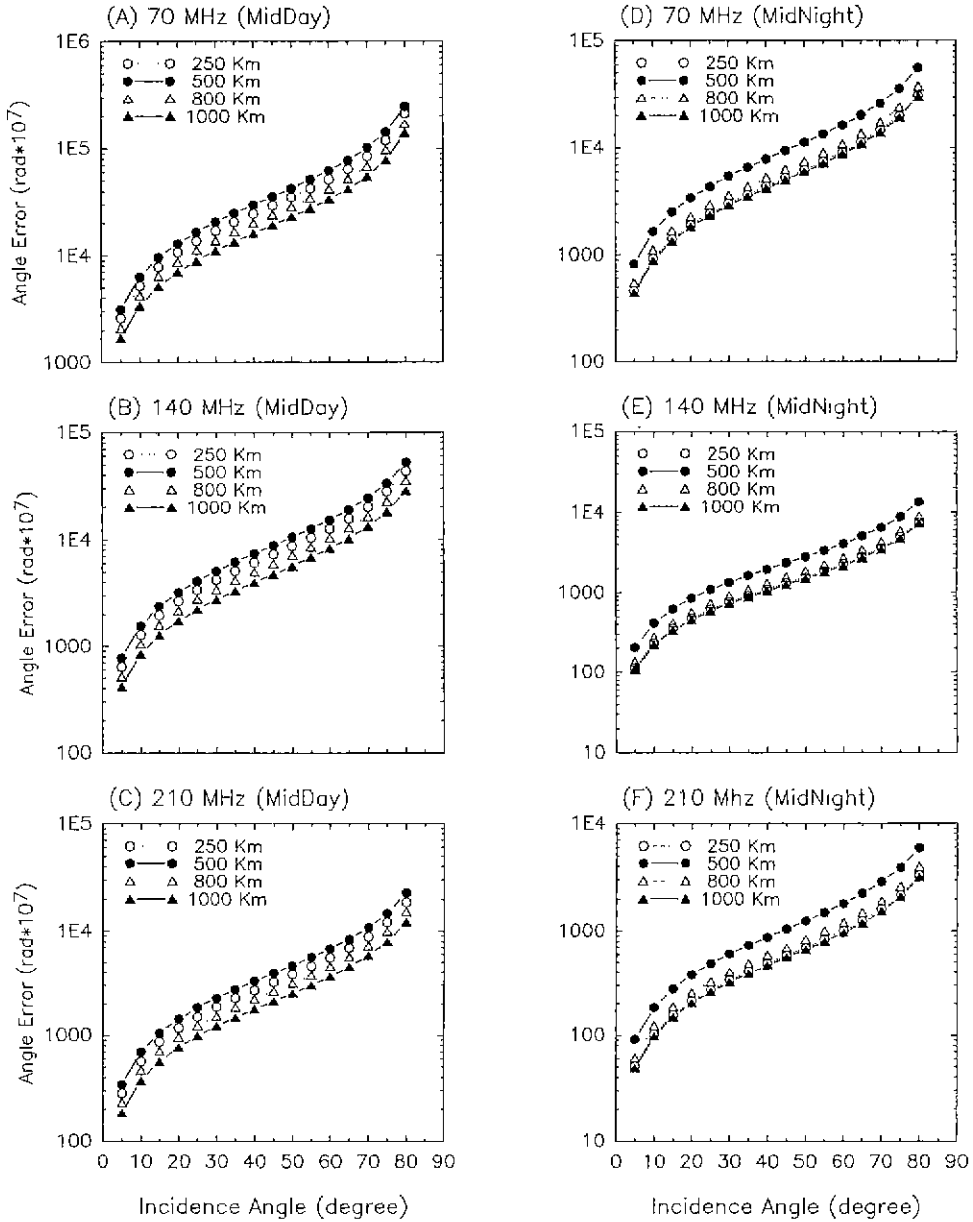 (A) 70 MHz (MidDay)
1E6
1E5
1E4
1000
Angle Error (rad*10^7)
250 Km
500 Km
800 Km
1000 Km
(D) 70 MHz (MidNight)
1E5
1E4
1000
100
250 Km
500 Km
800 Km
1000 Km
(B) 140 MHz (MidDay)
1E5
1E4
1000
100
Angle Error (rad*10^7)
250 Km
500 Km
800 Km
1000 Km
(E) 140 MHz (MidNight)
1E5
1E4
1000
100
10
250 Km
500 Km
800 Km
1000 Km
(C) 210 MHz (MidDay)
1E5
1E4
1000
100
Angle Error (rad*10^7)
250 Km
500 Km
800 Km
1000 Km
0 10 20 30 40 50 60 70 80 90
Incidence Angle (degree)
(F) 210 Mhz (MidNight)
1E4
1000
100
10
250 Km
500 Km
800 Km
1000 Km
0 10 20 30 40 50 60 70 80 90
Incidence Angle (degree)